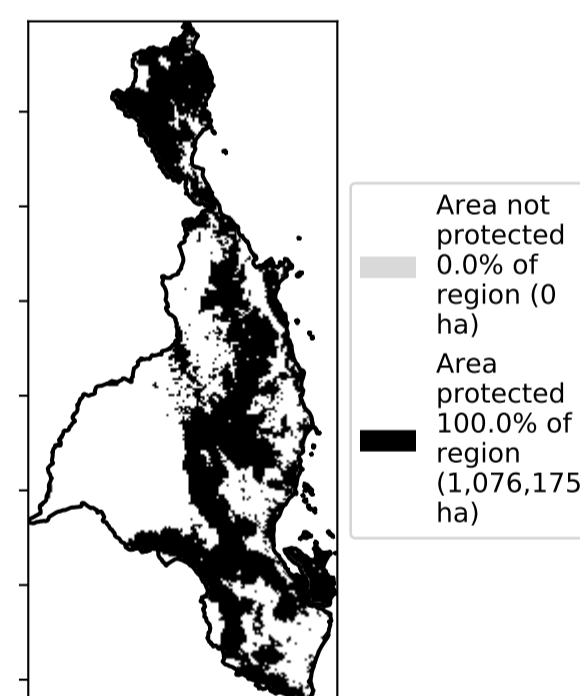 Area not
protected
0.0% of
region (0
ha)
Area
protected
100.0% of
region
(1,076,175
ha)